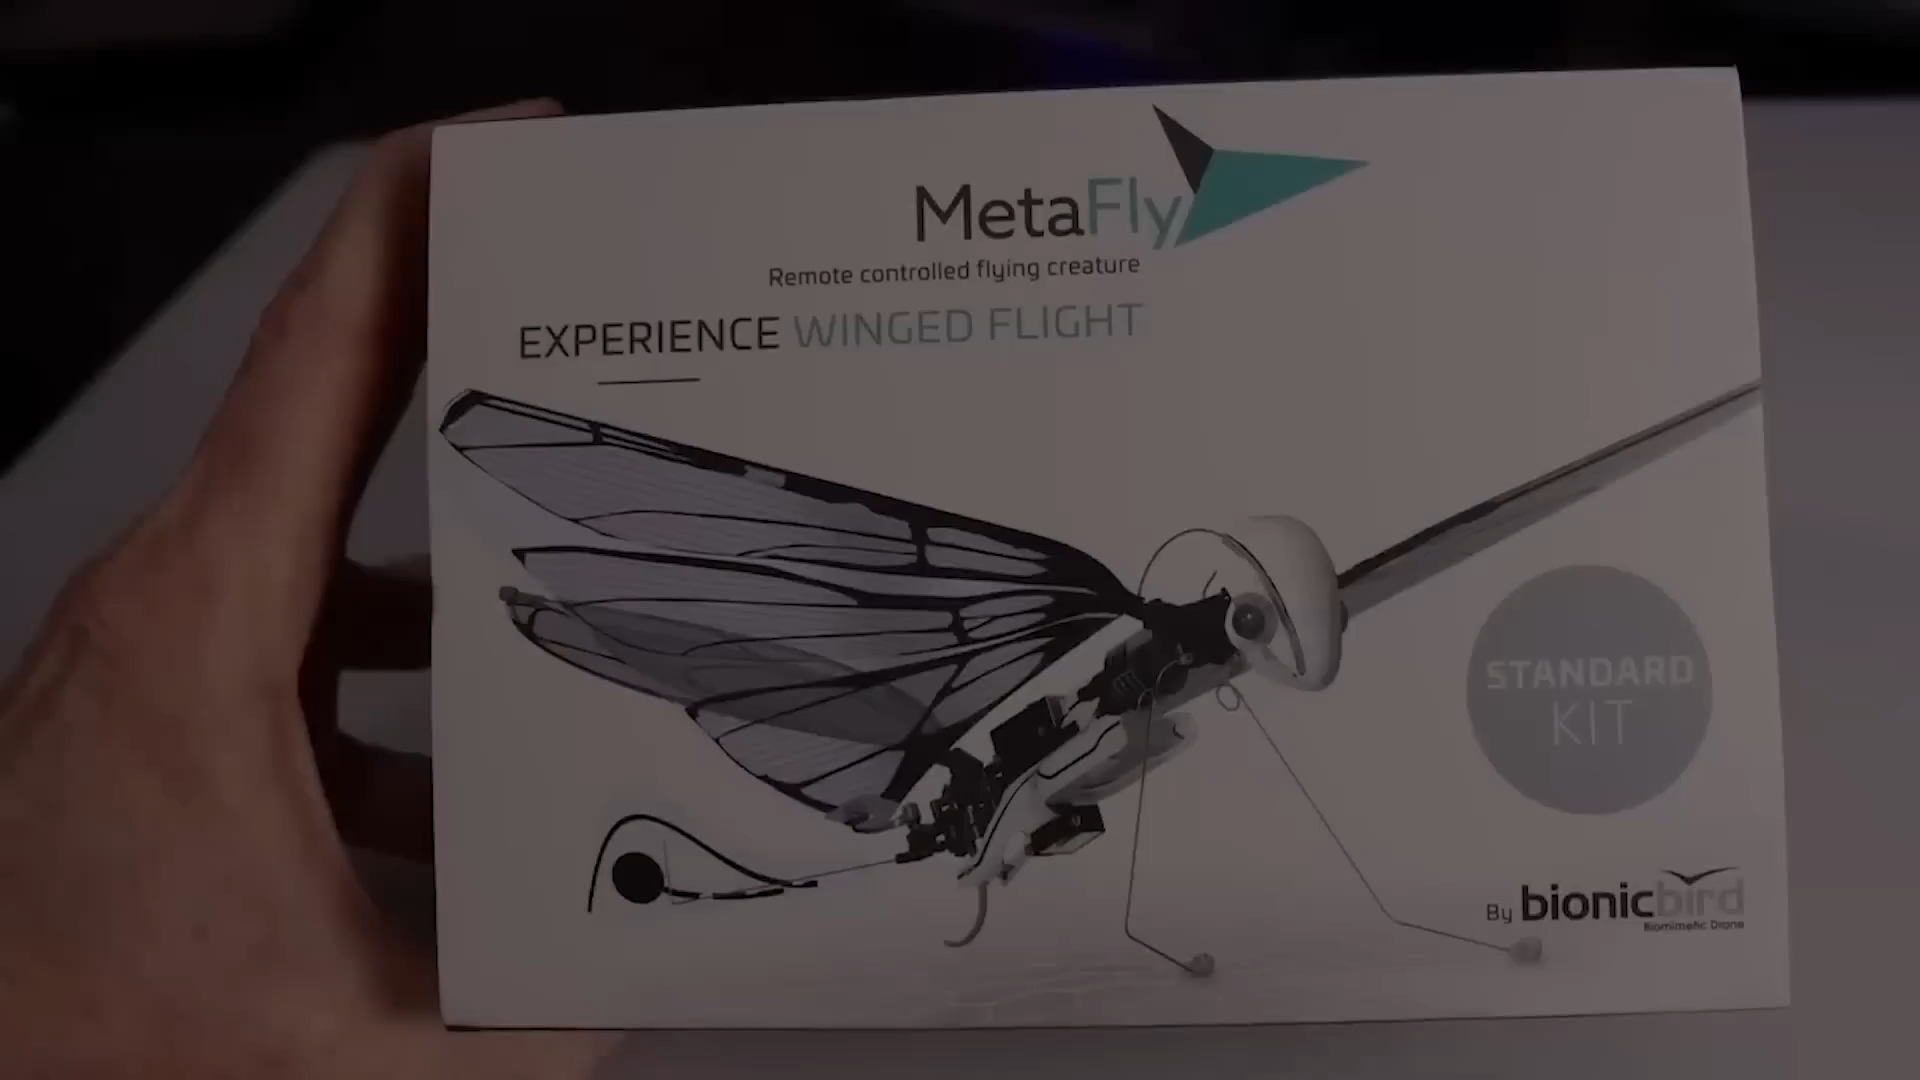 MetaFly
Remote controlled flying creature
EXPERIENCE WINGED FLIGHT
STANDARD
KIT
By bionicbird
Biomimetic Drone